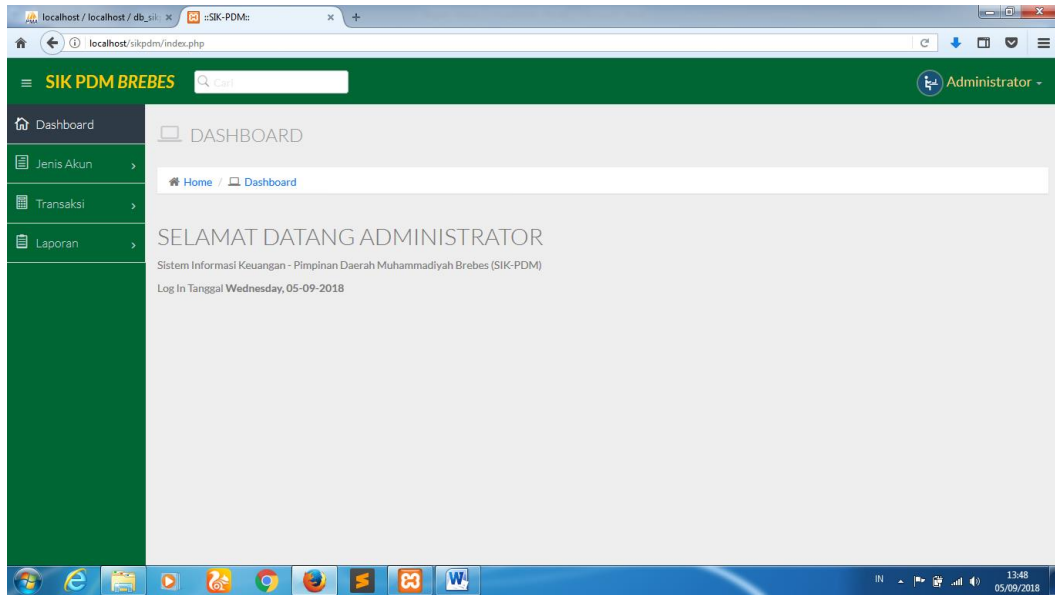 localhost / localhost / db_sik
::SIK-PDM::
localhost/sikpdm/index.php
SIK PDM BREBES
Cari
Administrator
Dashboard
DASHBOARD
Jenis Akun
Home / Dashboard
Transaksi
Laporan
SELAMAT DATANG ADMINISTRATOR
Sistem Informasi Keuangan - Pimpinan Daerah Muhammadiyah Brebes (SIK-PDM)
Log In Tanggal Wednesday, 05-09-2018
IN
13:48
05/09/2018